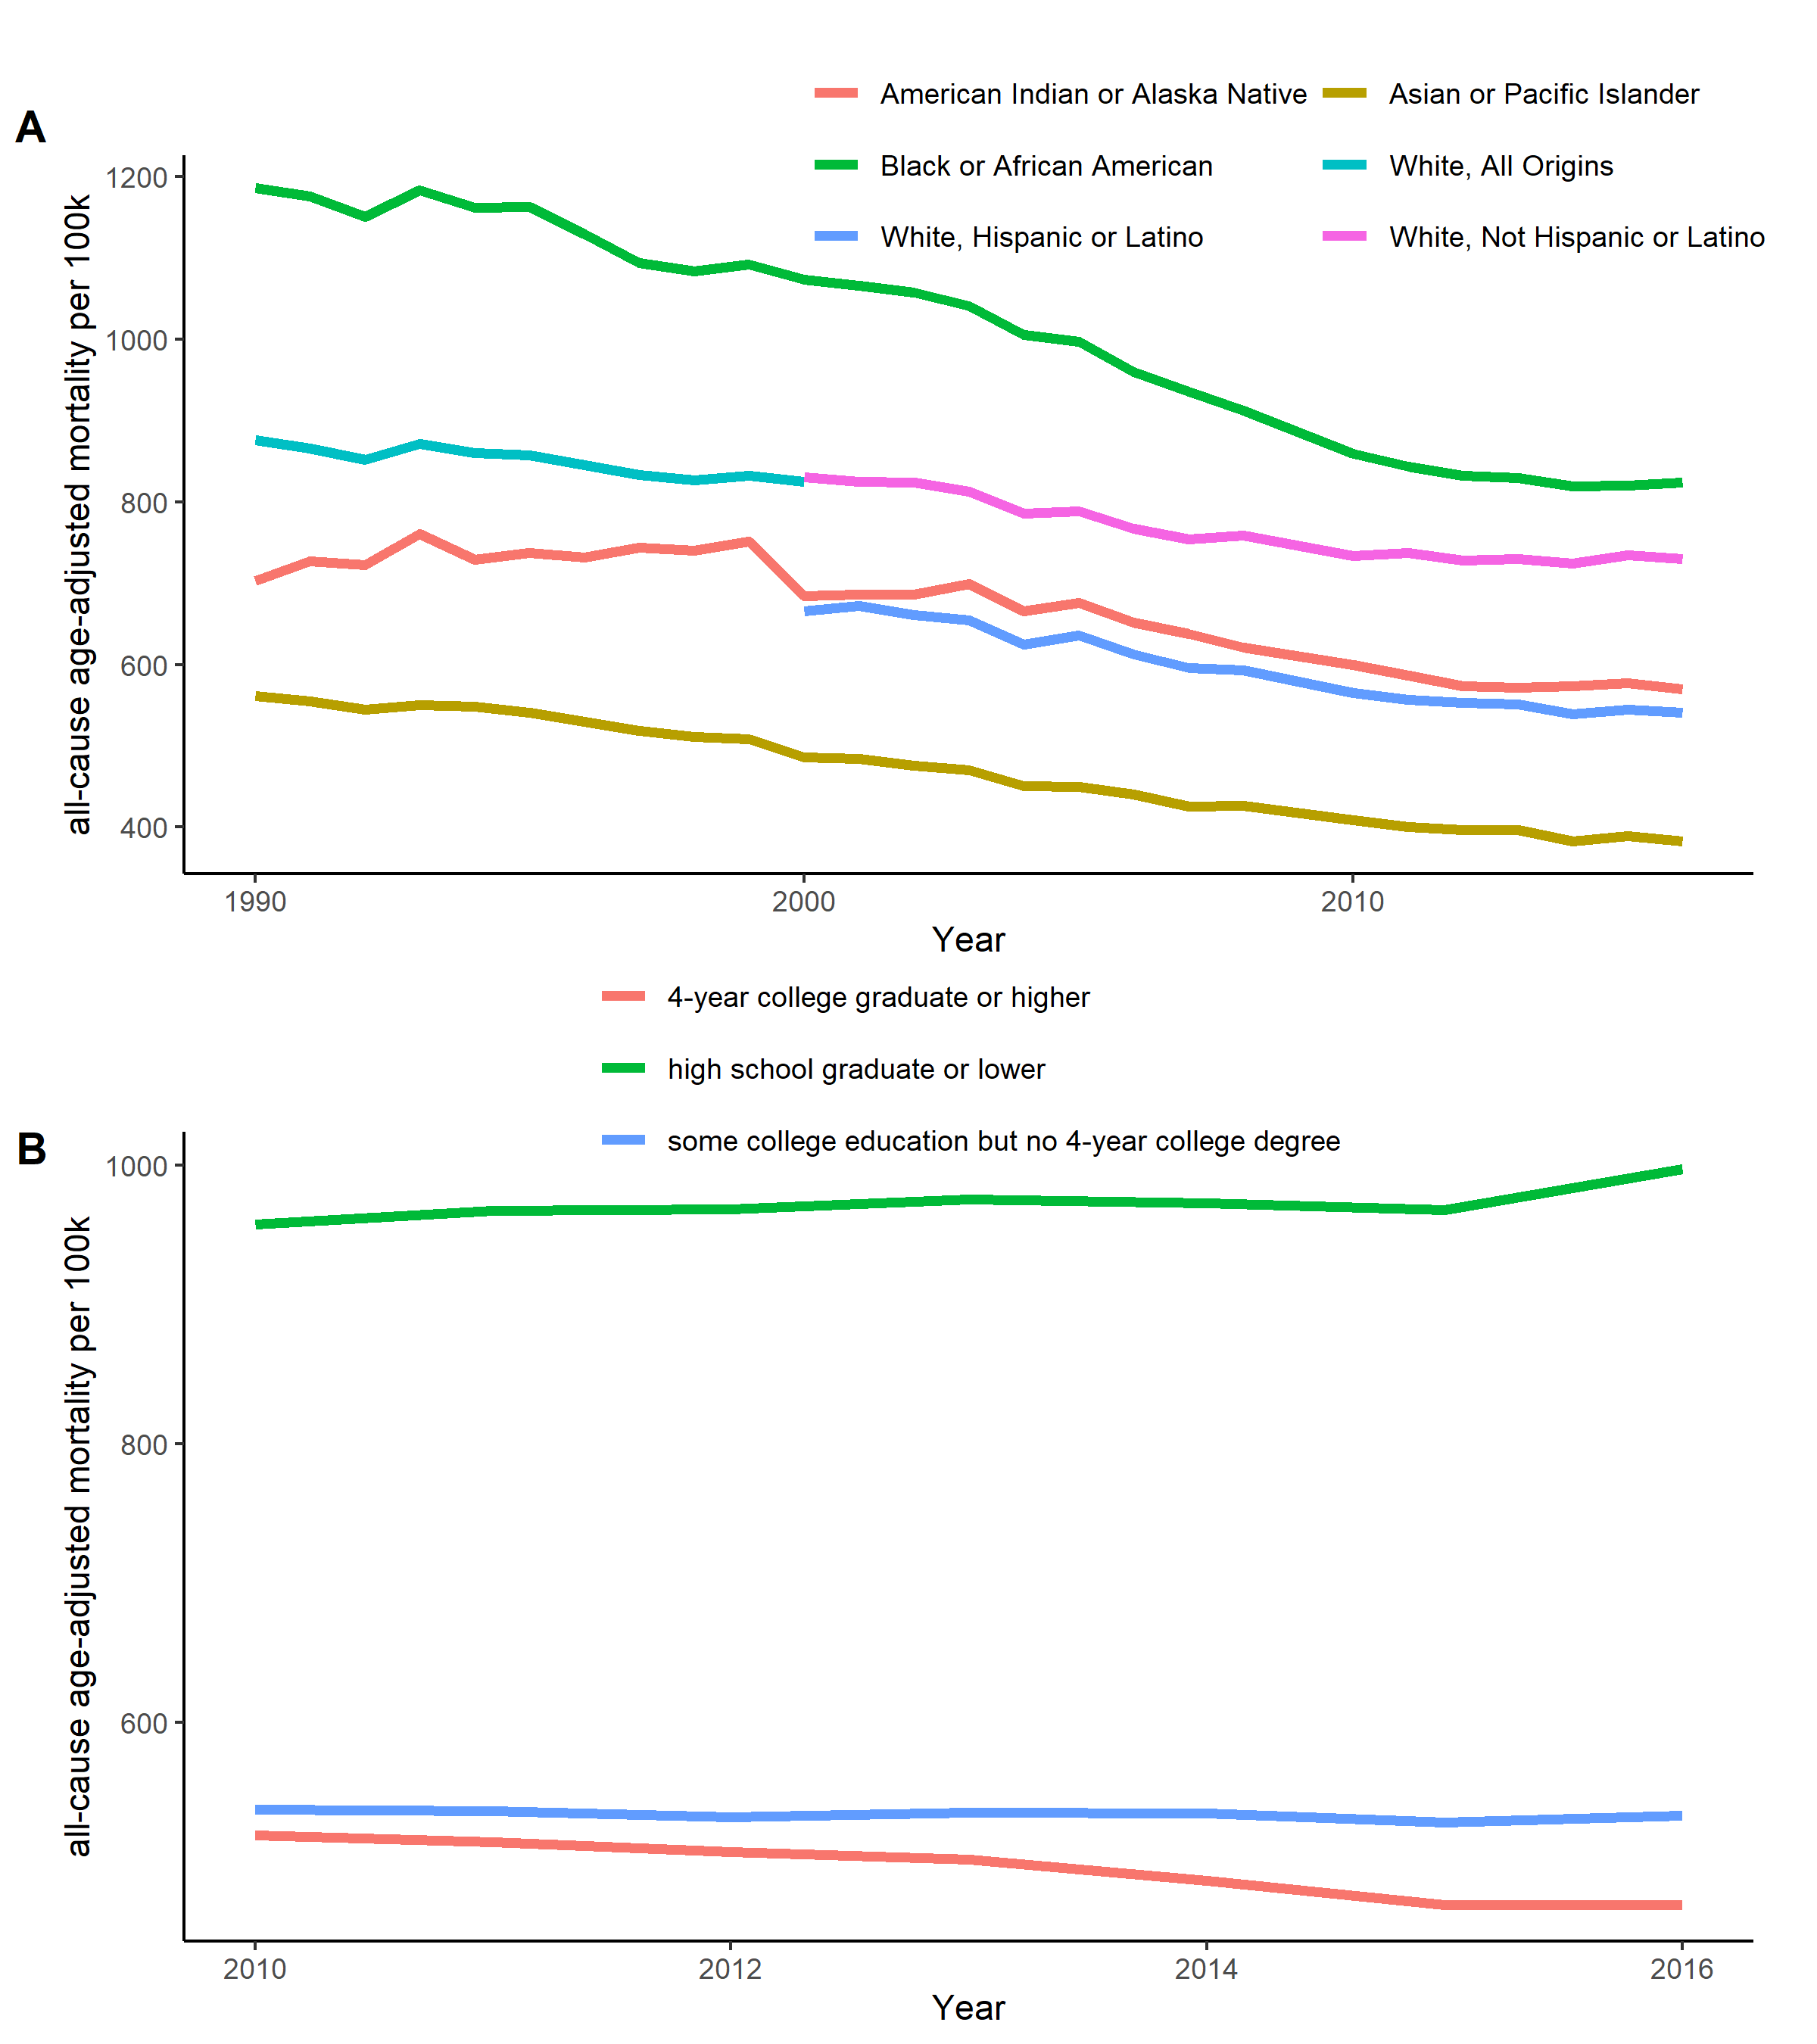 American Indian or Alaska Native
Asian or Pacific Islander
A
Black or African American
White, All Origins
White, Hispanic or Latino
White, Not Hispanic or Latino
all-cause age-adjusted mortality per 100k
1200
1000
800
600
400
1990
2000
2010
Year
4-year college graduate or higher
high school graduate or lower
some college education but no 4-year college degree
B
all-cause age-adjusted mortality per 100k
1000
800
600
2010
2012
2014
2016
Year